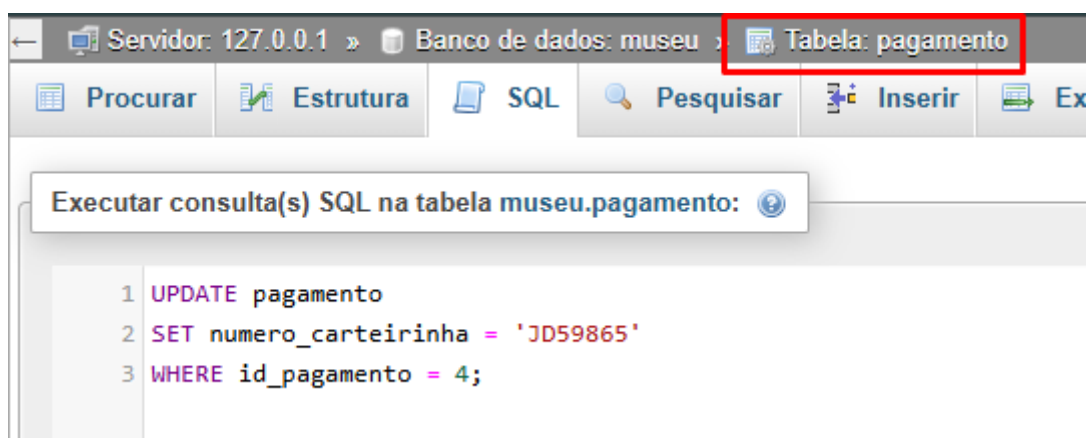 ← Servidor: 127.0.0.1 » Banco de dados: museu » Tabela: pagamento
Procurar Estrutura SQL Pesquisar Inserir Ex
Executar consulta(s) SQL na tabela museu.pagamento:
1 UPDATE pagamento
2 SET numero_carteirinha = 'JD59865'
3 WHERE id_pagamento = 4;